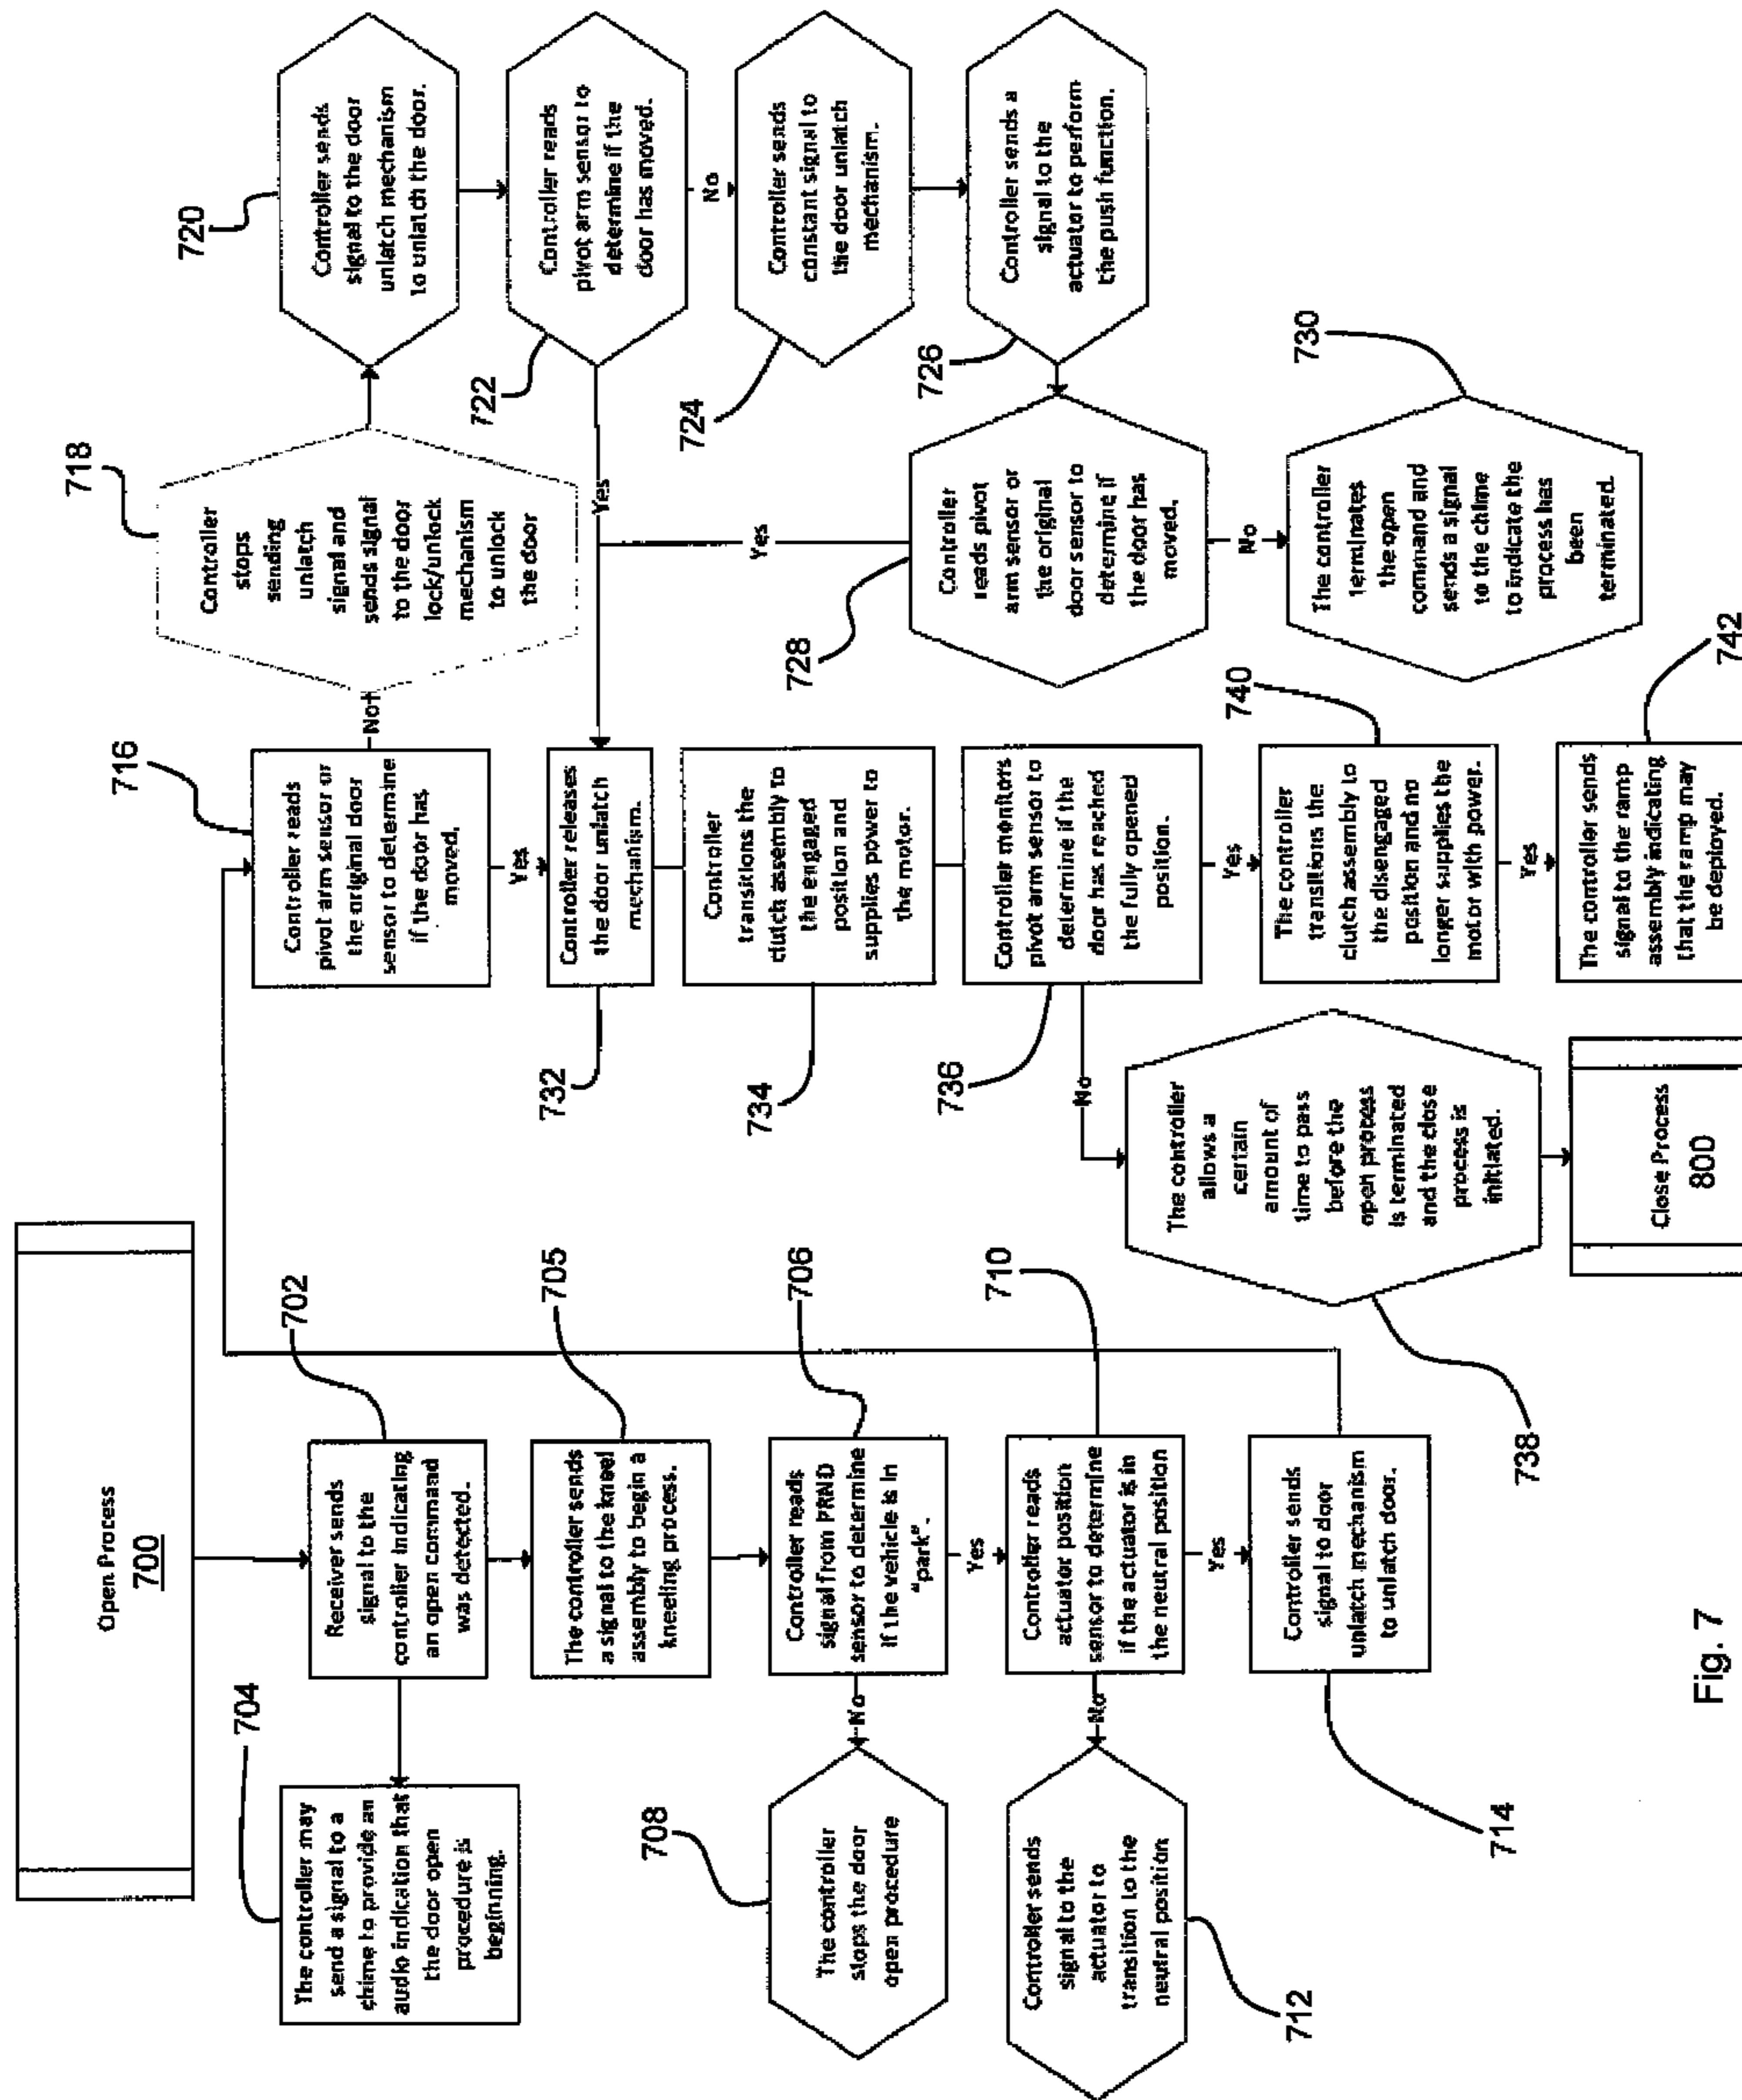 Open Process
700
702
Receiver sends
signal to the
controller indicating
an open command
was detected.
704
The controller may
send a signal to a
chime to provide an
audio indication that
the door open
procedure is
beginning.
705
The controller sends
a signal to the kneel
assembly to begin a
kneeling process.
706
Controller reads
signal from PRND
sensor to determine
if the vehicle is in
"park".
No
708
The controller
stops the door
open procedure
Yes
710
Controller reads
actuator position
sensor to determine
if the actuator is in
the neutral position
No
712
Controller sends
signal to the
actuator to
transition to the
neutral position
Yes
714
Controller sends
signal to door
unlatch mechanism
to unlatch door.
716
Controller reads
pivot arm sensor or
the original door
sensor to determine
if the door has
moved.
Not
718
Controller
stops
sending
unlatch
signal and
sends signal
to the door
lock/unlock
mechanism
to unlock
the door
720
Controller sends
signal to the door
unlatch mechanism
to unlatch the door.
722
Controller reads
pivot arm sensor to
determine if the
door has moved.
Yes
No
724
Controller sends
constant signal to
the door unlatch
mechanism.
726
Controller sends a
signal to the
actuator to perform
the push function.
728
Controller
reads pivot
arm sensor or
the original
door sensor to
determine if
the door has
moved.
Yes
No
730
The controller
terminates
the open
command and
sends a signal
to the chime
to indicate the
process has
been
terminated.
Yes
732
Controller releases
the door unlatch
mechanism.
734
Controller
transitions the
clutch assembly to
the engaged
position and
supplies power to
the motor.
736
Controller monitors
pivot arm sensor to
determine if the
door has reached
the fully opened
position.
No
738
The controller
allows a
certain
amount of
time to pass
before the
open process
is terminated
and the close
process is
initiated.
Close Process
800
Yes
740
The controller
transitions the
clutch assembly to
the disengaged
position and no
longer supplies the
motor with power.
Yes
742
The controller sends
signal to the ramp
assembly indicating
that the ramp may
be deployed.
Fig. 7